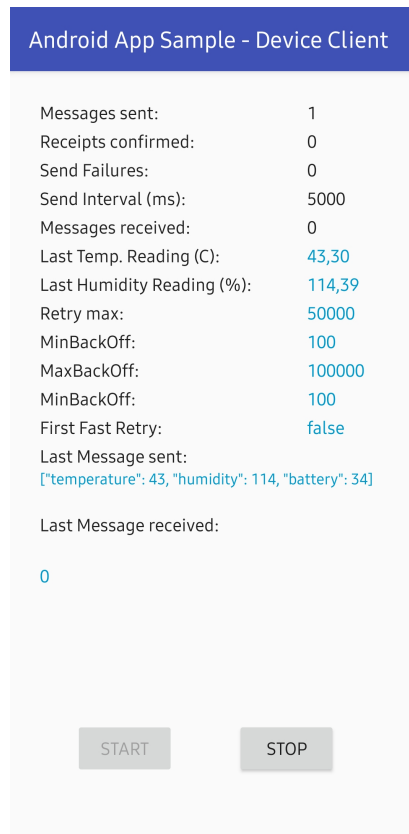 Android App Sample - Device Client
Messages sent: 1
Receipts confirmed: 0
Send Failures: 0
Send Interval (ms): 5000
Messages received: 0
Last Temp. Reading (C): 43,30
Last Humidity Reading (%): 114,39
Retry max: 50000
MinBackOff: 100
MaxBackOff: 100000
MinBackOff: 100
First Fast Retry: false
Last Message sent:
["temperature": 43, "humidity": 114, "battery": 34]
Last Message received:
0
START STOP